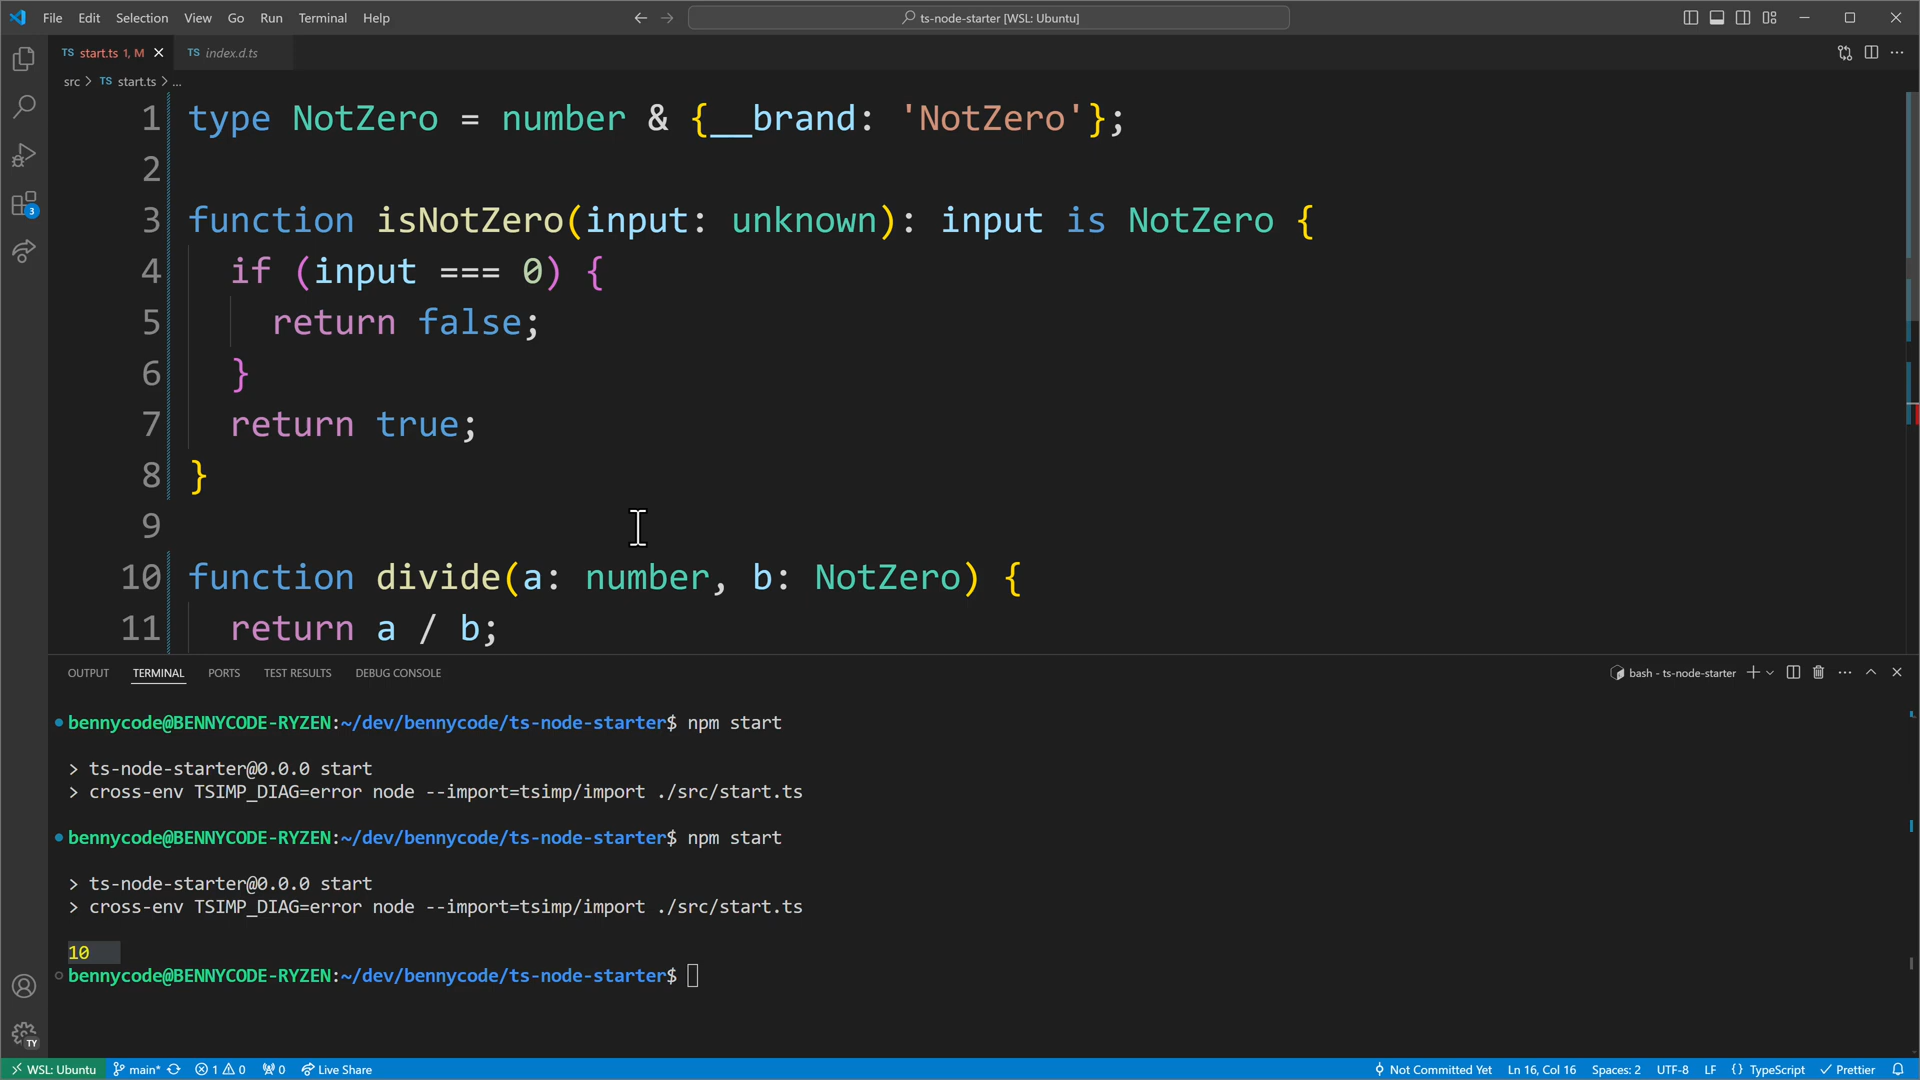 File Edit Selection View Go Run Terminal Help ts-node-starter [WSL: Ubuntu]
TS start.ts 1, M TS index.d.ts
src > TS start.ts > ...
1 type NotZero = number & {__brand: 'NotZero'};
2
3 function isNotZero(input: unknown): input is NotZero {
4 if (input === 0) {
5 return false;
6 }
7 return true;
8 }
9
10 function divide(a: number, b: NotZero) {
11 return a / b;
3
OUTPUT TERMINAL PORTS TEST RESULTS DEBUG CONSOLE bash - ts-node-starter
bennycode@BENNYCODE-RYZEN:~/dev/bennycode/ts-node-starter$ npm start
> ts-node-starter@0.0.0 start
> cross-env TSIMP_DIAG=error node --import=tsimp/import ./src/start.ts
bennycode@BENNYCODE-RYZEN:~/dev/bennycode/ts-node-starter$ npm start
> ts-node-starter@0.0.0 start
> cross-env TSIMP_DIAG=error node --import=tsimp/import ./src/start.ts
10
bennycode@BENNYCODE-RYZEN:~/dev/bennycode/ts-node-starter$
TY
WSL: Ubuntu main* 1 0 0 Live Share Not Committed Yet Ln 16, Col 16 Spaces: 2 UTF-8 LF {} TypeScript Prettier